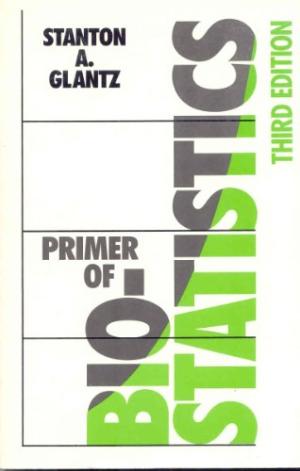 STANTON
A.
GLANTZ
PRIMER
OF
BIO-
STATISTICS
THIRD EDITION